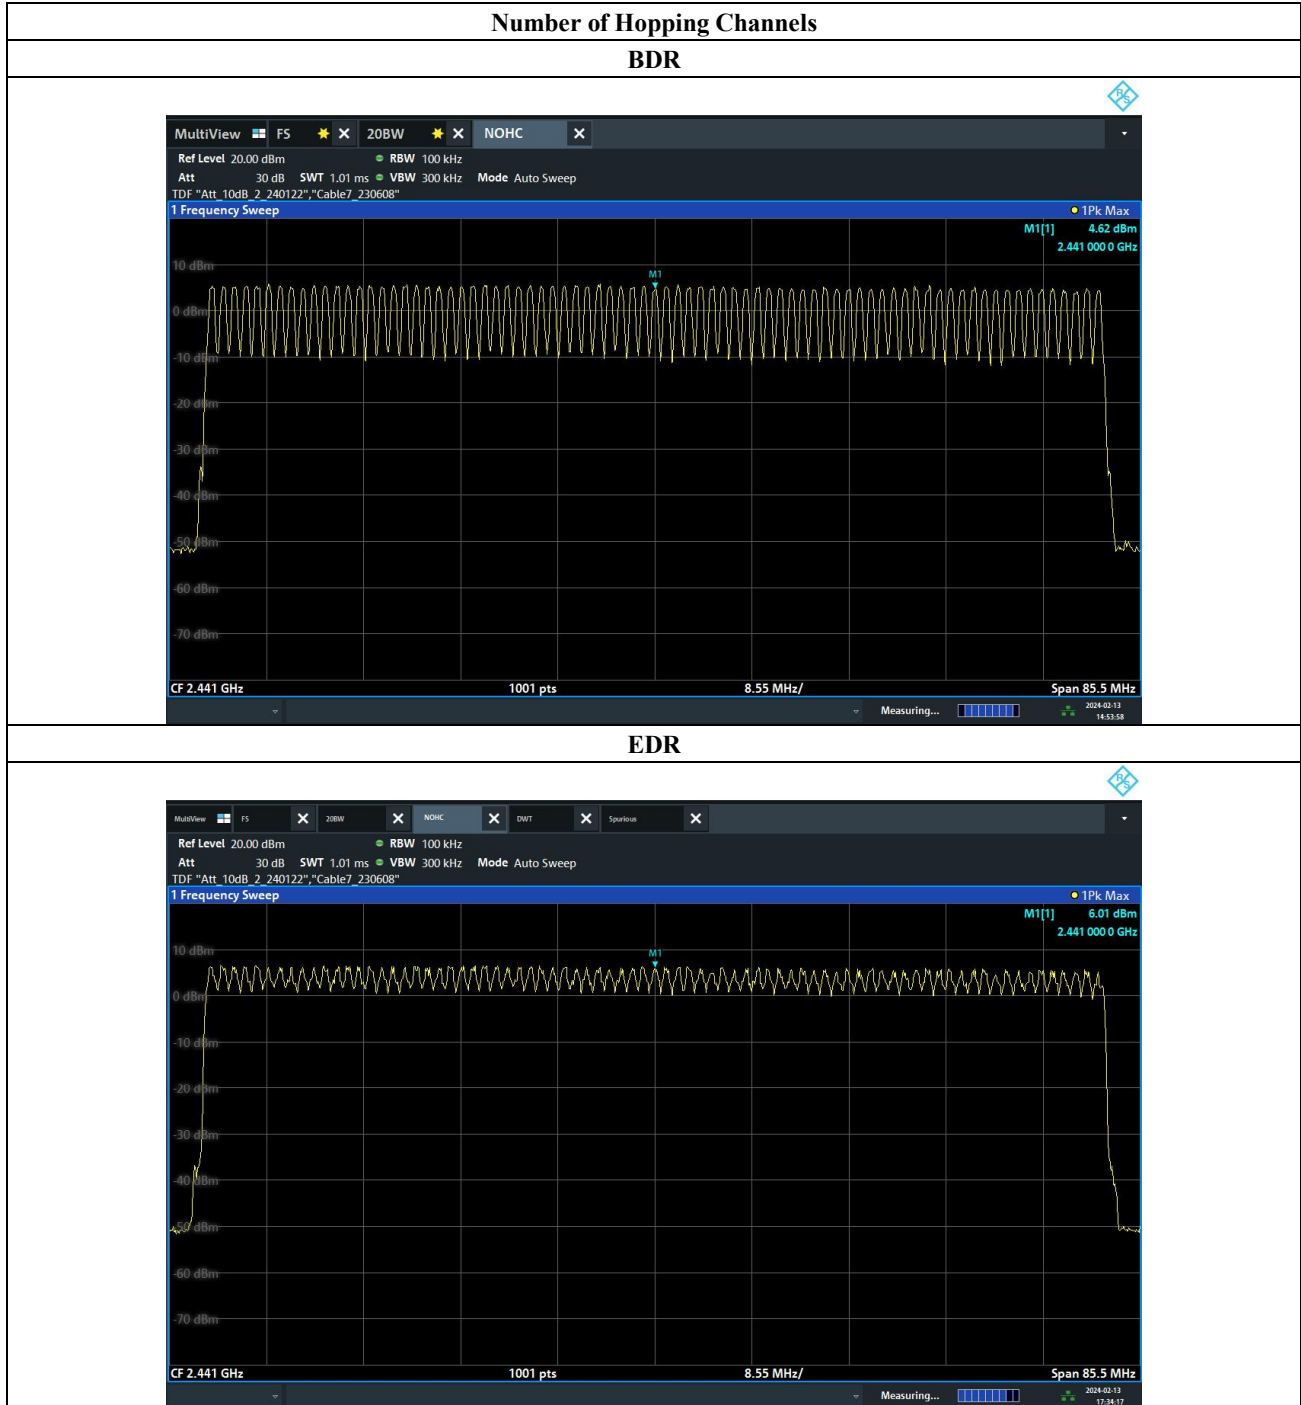 Number of Hopping Channels
BDR
R S
MultiView FS 20BW NOHC
Ref Level 20.00 dBm RBW 100 kHz
Att 30 dB SWT 1.01 ms VBW 300 kHz Mode Auto Sweep
TDF "Att_10dB_2_240122","Cable7_230608"
1 Frequency Sweep 1Pk Max
M1[1] 4.62 dBm
2.441 000 0 GHz
10 dBm
M1
0 dBm
-10 dBm
-20 dBm
-30 dBm
-40 dBm
-50 dBm
-60 dBm
-70 dBm
CF 2.441 GHz 1001 pts 8.55 MHz/ Span 85.5 MHz
Measuring... 2024-02-13
14:53:58
EDR
R S
MultiView FS 20BW NOHC DWT Spurious
Ref Level 20.00 dBm RBW 100 kHz
Att 30 dB SWT 1.01 ms VBW 300 kHz Mode Auto Sweep
TDF "Att_10dB_2_240122","Cable7_230608"
1 Frequency Sweep 1Pk Max
M1[1] 6.01 dBm
2.441 000 0 GHz
10 dBm
M1
0 dBm
-10 dBm
-20 dBm
-30 dBm
-40 dBm
-50 dBm
-60 dBm
-70 dBm
CF 2.441 GHz 1001 pts 8.55 MHz/ Span 85.5 MHz
Measuring... 2024-02-13
17:34:17